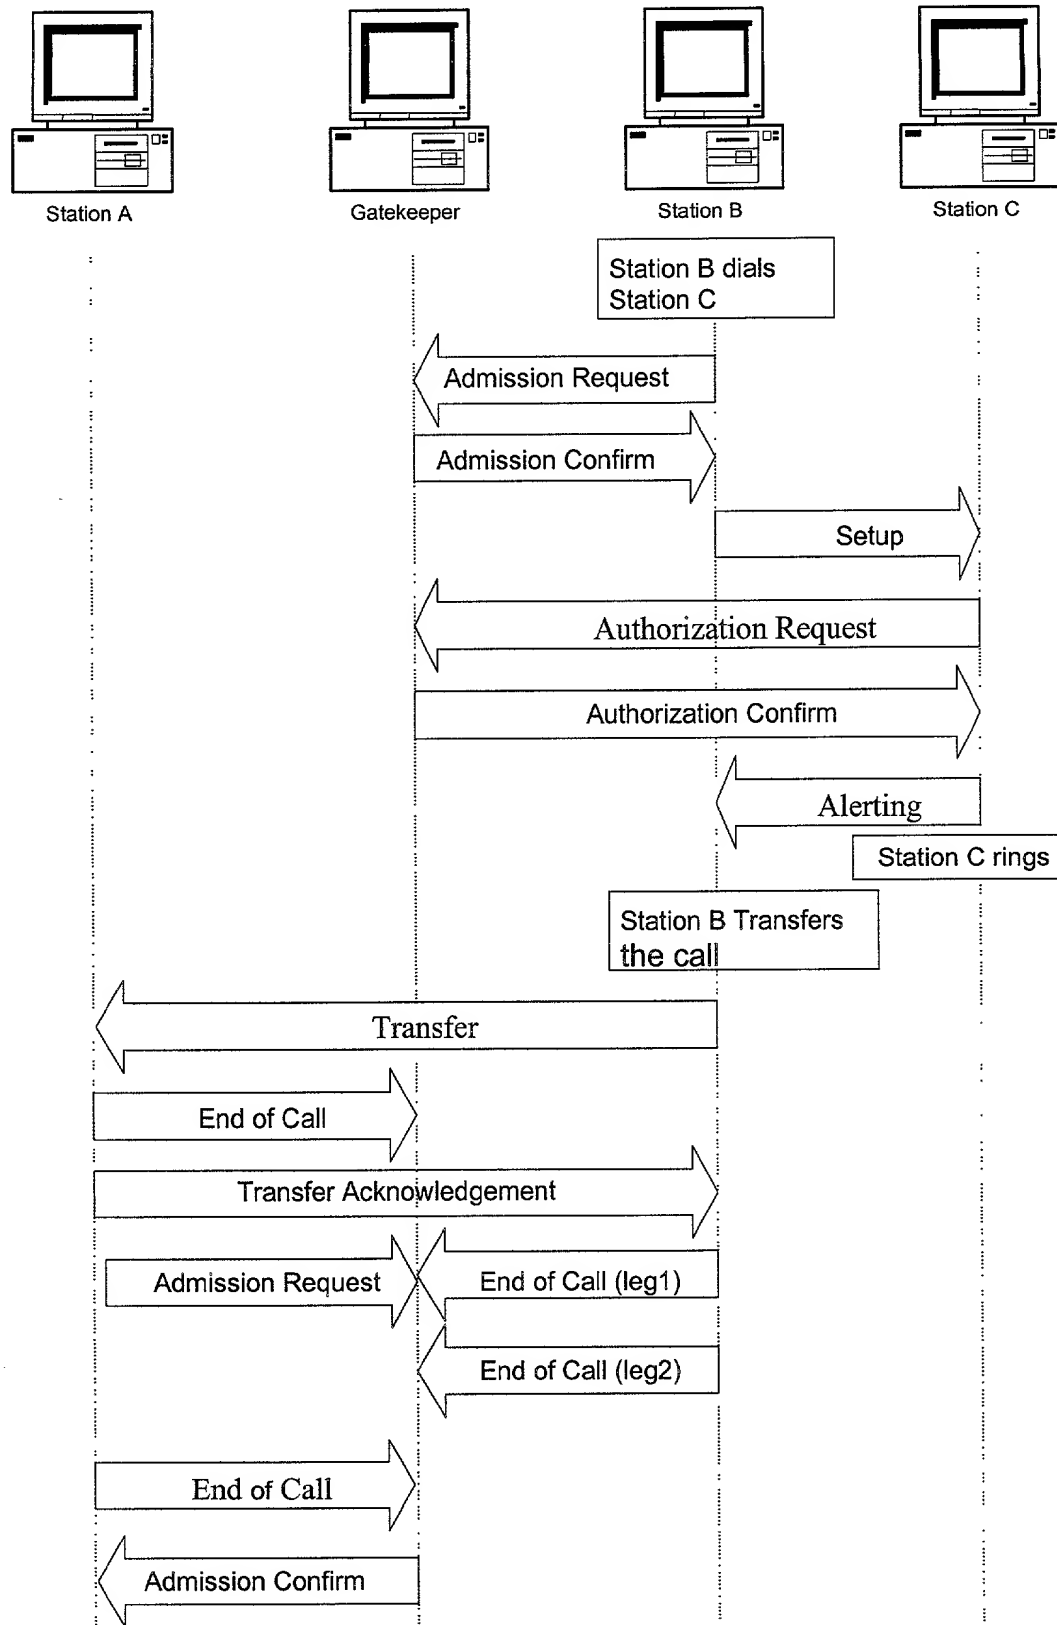 Station A
Gatekeeper
Station B
Station C
Station B dials
Station C
Admission Request
Admission Confirm
Setup
Authorization Request
Authorization Confirm
Alerting
Station C rings
Station B Transfers
the call
Transfer
End of Call
Transfer Acknowledgement
Admission Request
End of Call (leg1)
End of Call (leg2)
End of Call
Admission Confirm